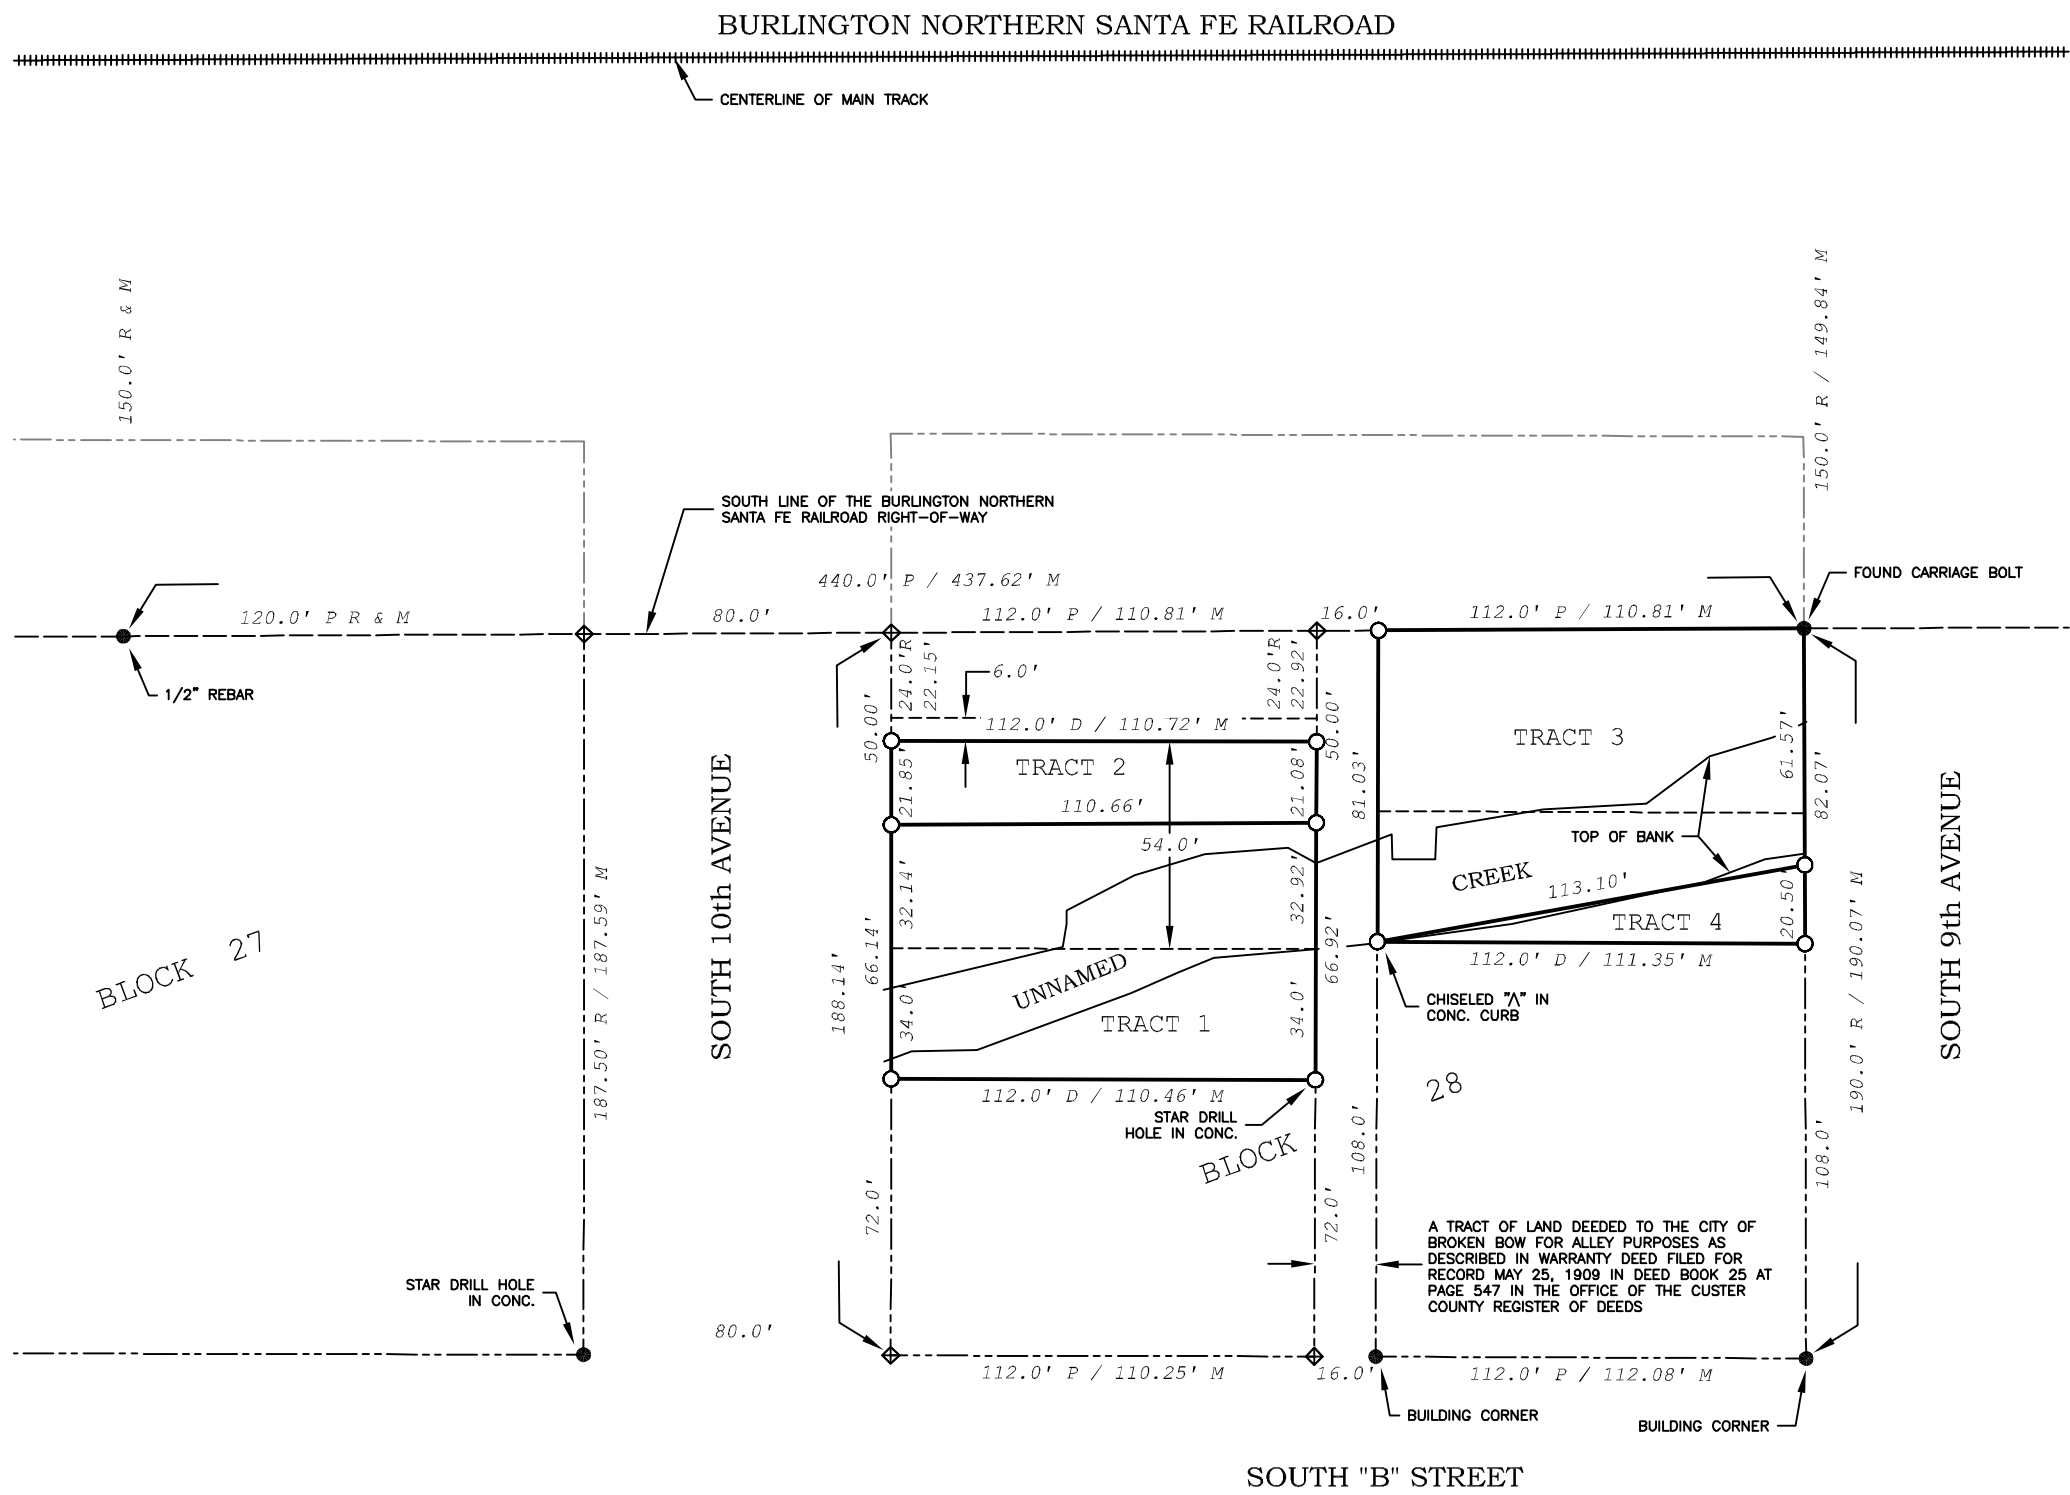 BURLINGTON NORTHERN SANTA FE RAILROAD
CENTERLINE OF MAIN TRACK
150.0' R & M
150.0' R / 149.84' M
SOUTH LINE OF THE BURLINGTON NORTHERN
SANTA FE RAILROAD RIGHT-OF-WAY
FOUND CARRIAGE BOLT
440.0' P / 437.62' M
120.0' P R & M
80.0'
112.0' P / 110.81' M
16.0'
112.0' P / 110.81' M
1/2" REBAR
24.0'R
22.15'
6.0'
24.0'R
22.92'
50.00'
50.00'
112.0' D / 110.72' M
TRACT 2
TRACT 3
21.85'
21.08'
81.03'
61.57'
82.07'
110.66'
54.0'
TOP OF BANK
SOUTH 10th AVENUE
SOUTH 9th AVENUE
CREEK
113.10'
32.14'
32.92'
20.50'
TRACT 4
112.0' D / 111.35' M
BLOCK 27
187.50' R / 187.59' M
188.14'
66.14'
66.92'
34.0'
34.0'
UNNAMED
TRACT 1
CHISELED "Λ" IN
CONC. CURB
190.0' R / 190.07' M
112.0' D / 110.46' M
STAR DRILL
HOLE IN CONC.
BLOCK 28
108.0'
108.0'
72.0'
72.0'
A TRACT OF LAND DEEDED TO THE CITY OF
BROKEN BOW FOR ALLEY PURPOSES AS
DESCRIBED IN WARRANTY DEED FILED FOR
RECORD MAY 25, 1909 IN DEED BOOK 25 AT
PAGE 547 IN THE OFFICE OF THE CUSTER
COUNTY REGISTER OF DEEDS
STAR DRILL HOLE
IN CONC.
80.0'
112.0' P / 110.25' M
16.0'
112.0' P / 112.08' M
BUILDING CORNER
BUILDING CORNER
SOUTH "B" STREET